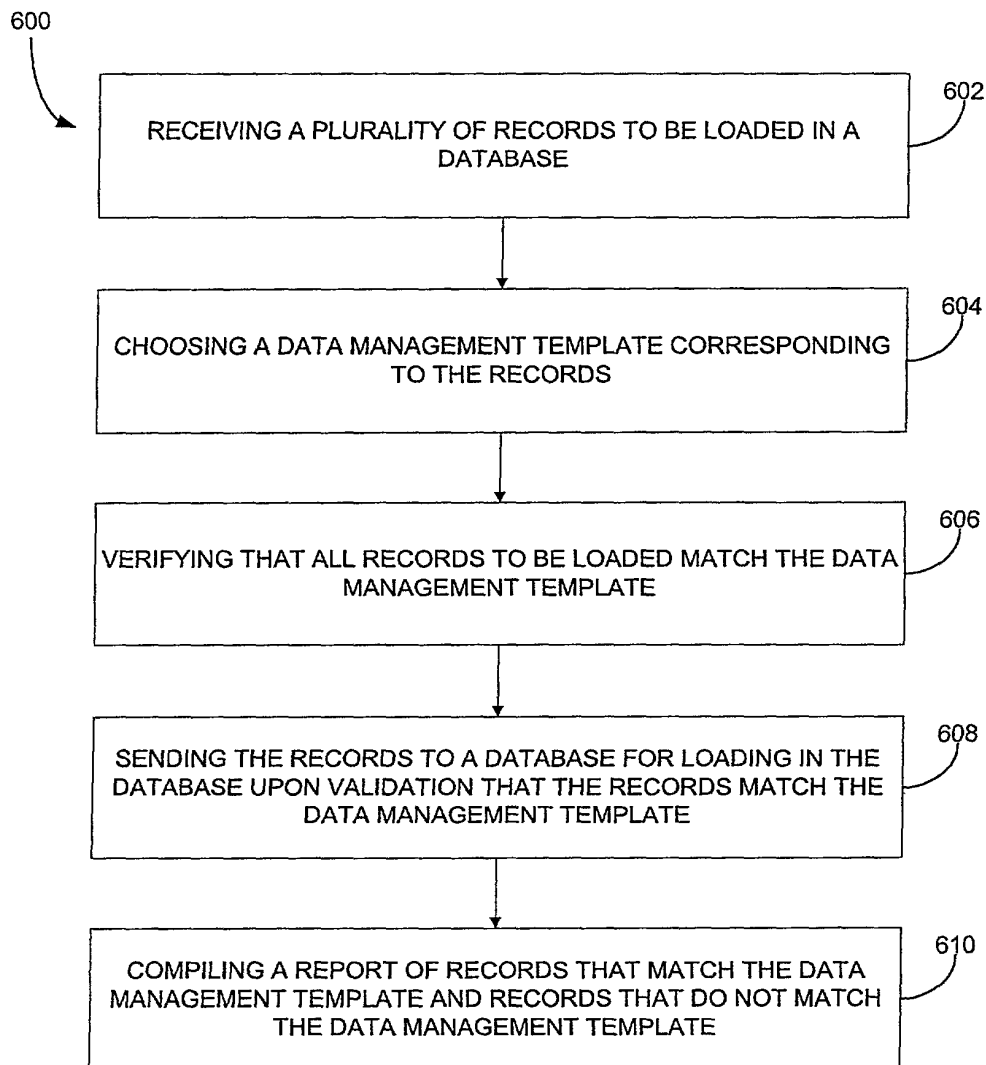 600
602
RECEIVING A PLURALITY OF RECORDS TO BE LOADED IN A
DATABASE
604
CHOOSING A DATA MANAGEMENT TEMPLATE CORRESPONDING
TO THE RECORDS
606
VERIFYING THAT ALL RECORDS TO BE LOADED MATCH THE DATA
MANAGEMENT TEMPLATE
608
SENDING THE RECORDS TO A DATABASE FOR LOADING IN THE
DATABASE UPON VALIDATION THAT THE RECORDS MATCH THE
DATA MANAGEMENT TEMPLATE
610
COMPILING A REPORT OF RECORDS THAT MATCH THE DATA
MANAGEMENT TEMPLATE AND RECORDS THAT DO NOT MATCH
THE DATA MANAGEMENT TEMPLATE